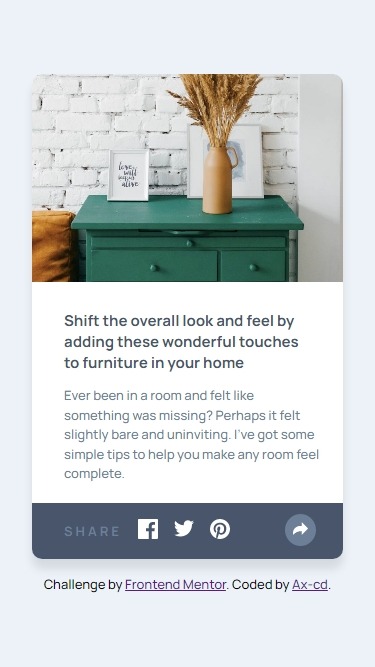 love
will
alive
Shift the overall look and feel by
adding these wonderful touches
to furniture in your home
Ever been in a room and felt like
something was missing? Perhaps it felt
slightly bare and uninviting. I've got some
simple tips to help you make any room feel
complete.
SHARE
Challenge by Frontend Mentor. Coded by Ax-cd.